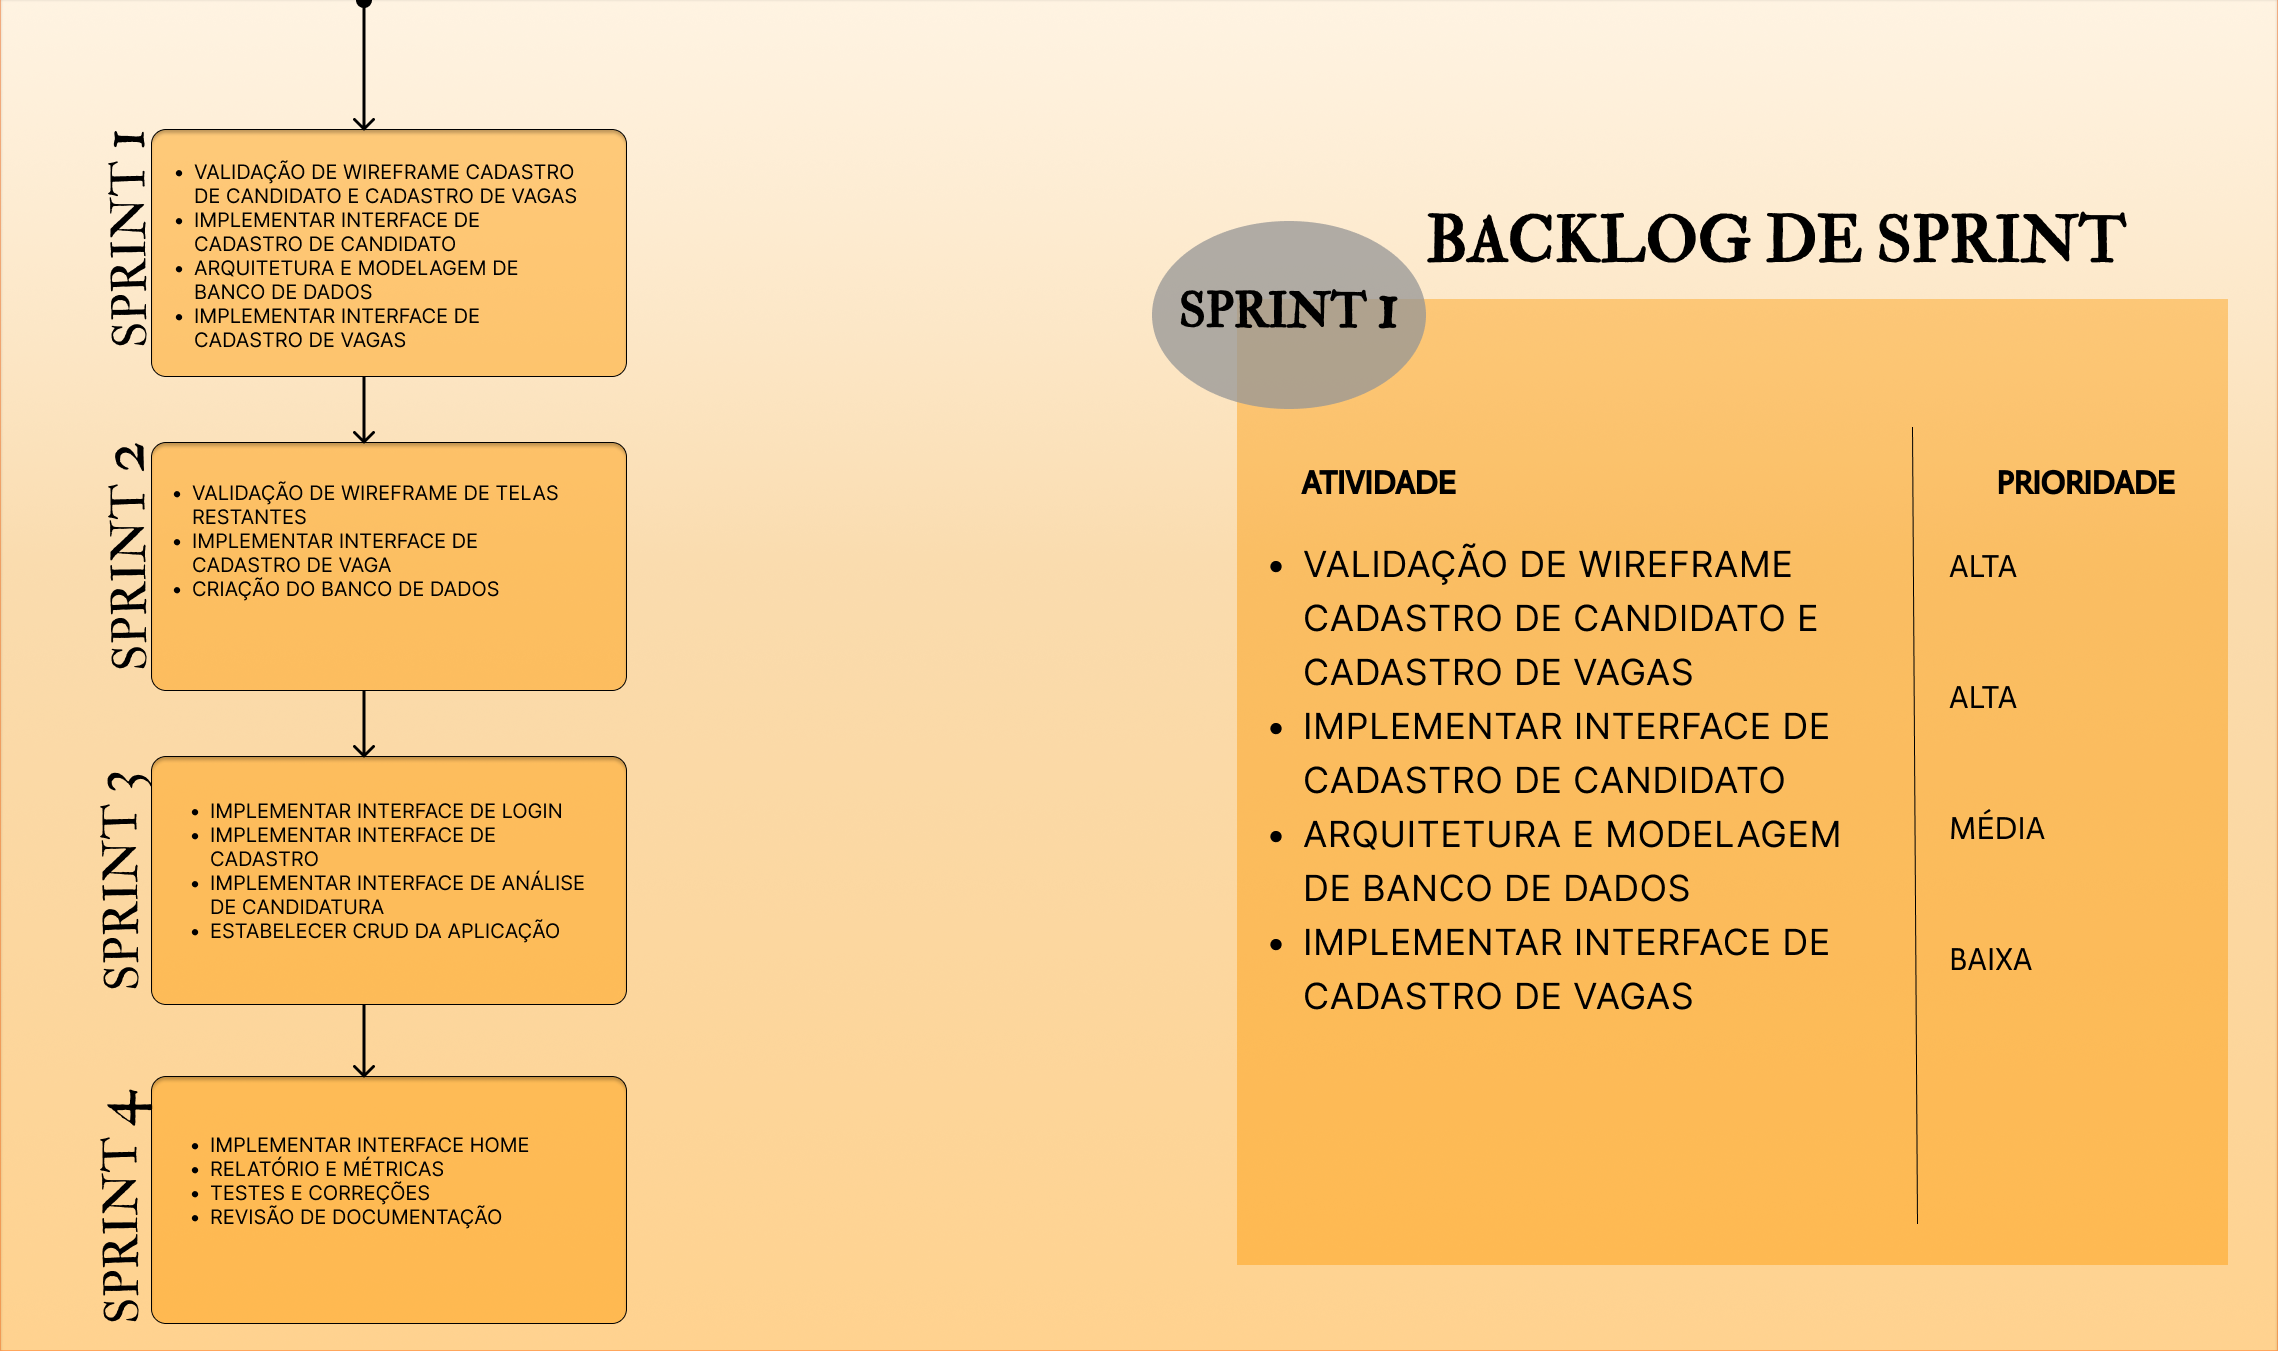 SPRINT 1
VALIDAÇÃO DE WIREFRAME CADASTRO
DE CANDIDATO E CADASTRO DE VAGAS
IMPLEMENTAR INTERFACE DE
CADASTRO DE CANDIDATO
ARQUITETURA E MODELAGEM DE
BANCO DE DADOS
IMPLEMENTAR INTERFACE DE
CADASTRO DE VAGAS
SPRINT 2
VALIDAÇÃO DE WIREFRAME DE TELAS
RESTANTES
IMPLEMENTAR INTERFACE DE
CADASTRO DE VAGA
CRIAÇÃO DO BANCO DE DADOS
SPRINT 3
IMPLEMENTAR INTERFACE DE LOGIN
IMPLEMENTAR INTERFACE DE
CADASTRO
IMPLEMENTAR INTERFACE DE ANÁLISE
DE CANDIDATURA
ESTABELECER CRUD DA APLICAÇÃO
SPRINT 4
IMPLEMENTAR INTERFACE HOME
RELATÓRIO E MÉTRICAS
TESTES E CORREÇÕES
REVISÃO DE DOCUMENTAÇÃO
BACKLOG DE SPRINT
SPRINT 1
ATIVIDADE
VALIDAÇÃO DE WIREFRAME
CADASTRO DE CANDIDATO E
CADASTRO DE VAGAS
IMPLEMENTAR INTERFACE DE
CADASTRO DE CANDIDATO
ARQUITETURA E MODELAGEM
DE BANCO DE DADOS
IMPLEMENTAR INTERFACE DE
CADASTRO DE VAGAS
PRIORIDADE
ALTA
ALTA
MÉDIA
BAIXA